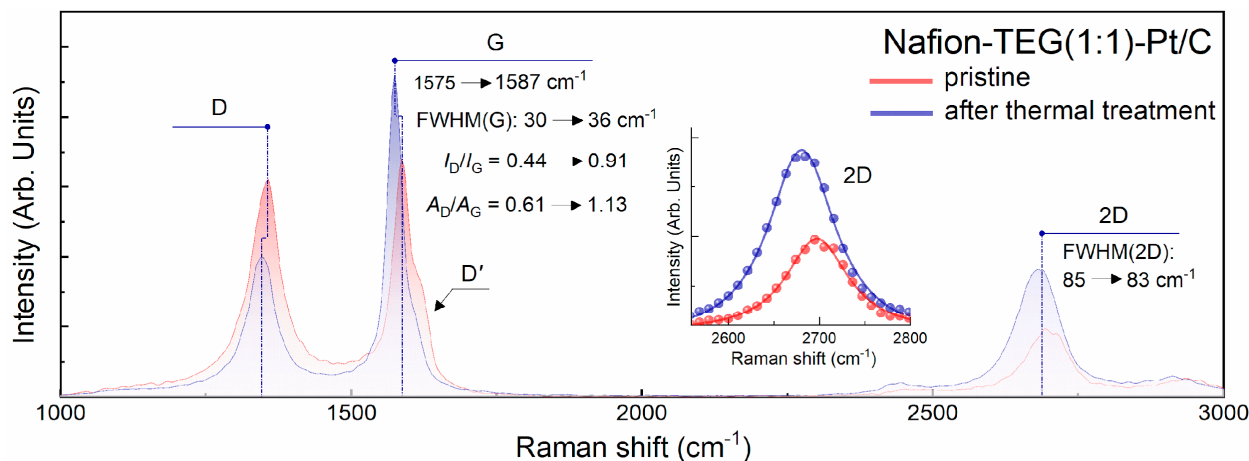 Nafion-TEG(1:1)-Pt/C
pristine
after thermal treatment
G
1575 → 1587 cm⁻¹
D
FWHM(G): 30 → 36 cm⁻¹
I_D/I_G = 0.44 → 0.91
A_D/A_G = 0.61 → 1.13
D′
2D
Intensity (Arb. Units)
2600
2700
2800
Raman shift (cm⁻¹)
2D
FWHM(2D):
85 → 83 cm⁻¹
Intensity (Arb. Units)
1000
1500
2000
2500
3000
Raman shift (cm⁻¹)